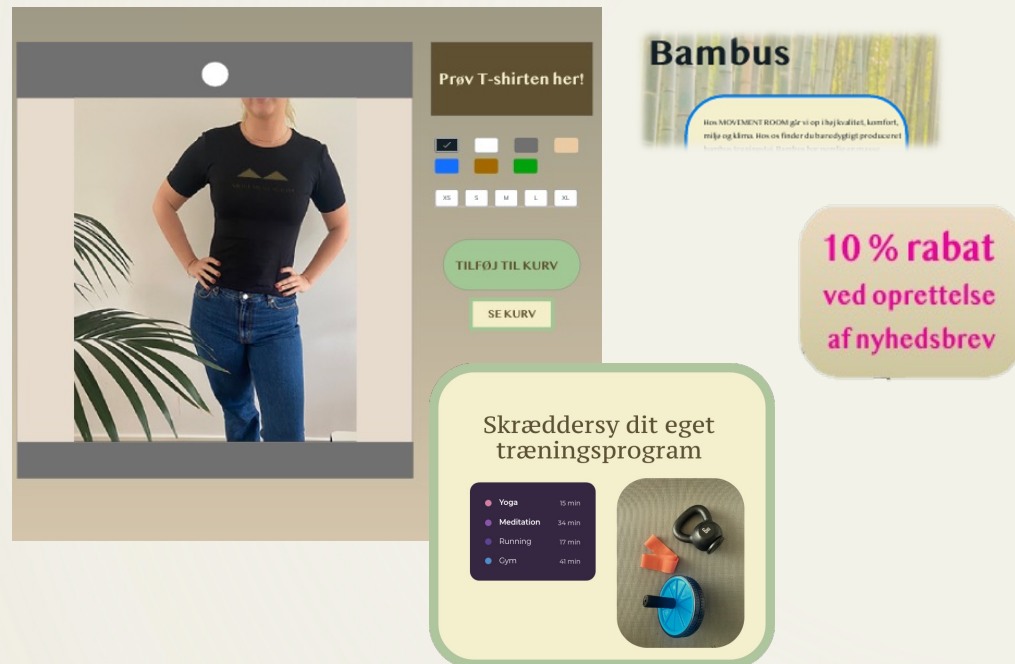 Prøv T-shirten her!
XS S M L XL
TILFØJ TIL KURV
SE KURV
Bambus
Hos MOVEMENT ROOM går vi op i høj kvalitet, komfort,
miljø og klima. Hos os finder du bæredygtigt produceret
10 % rabat
ved oprettelse
af nyhedsbrev
Skræddersy dit eget
træningsprogram
Yoga 15 min
Meditation 34 min
Running 17 min
Gym 41 min